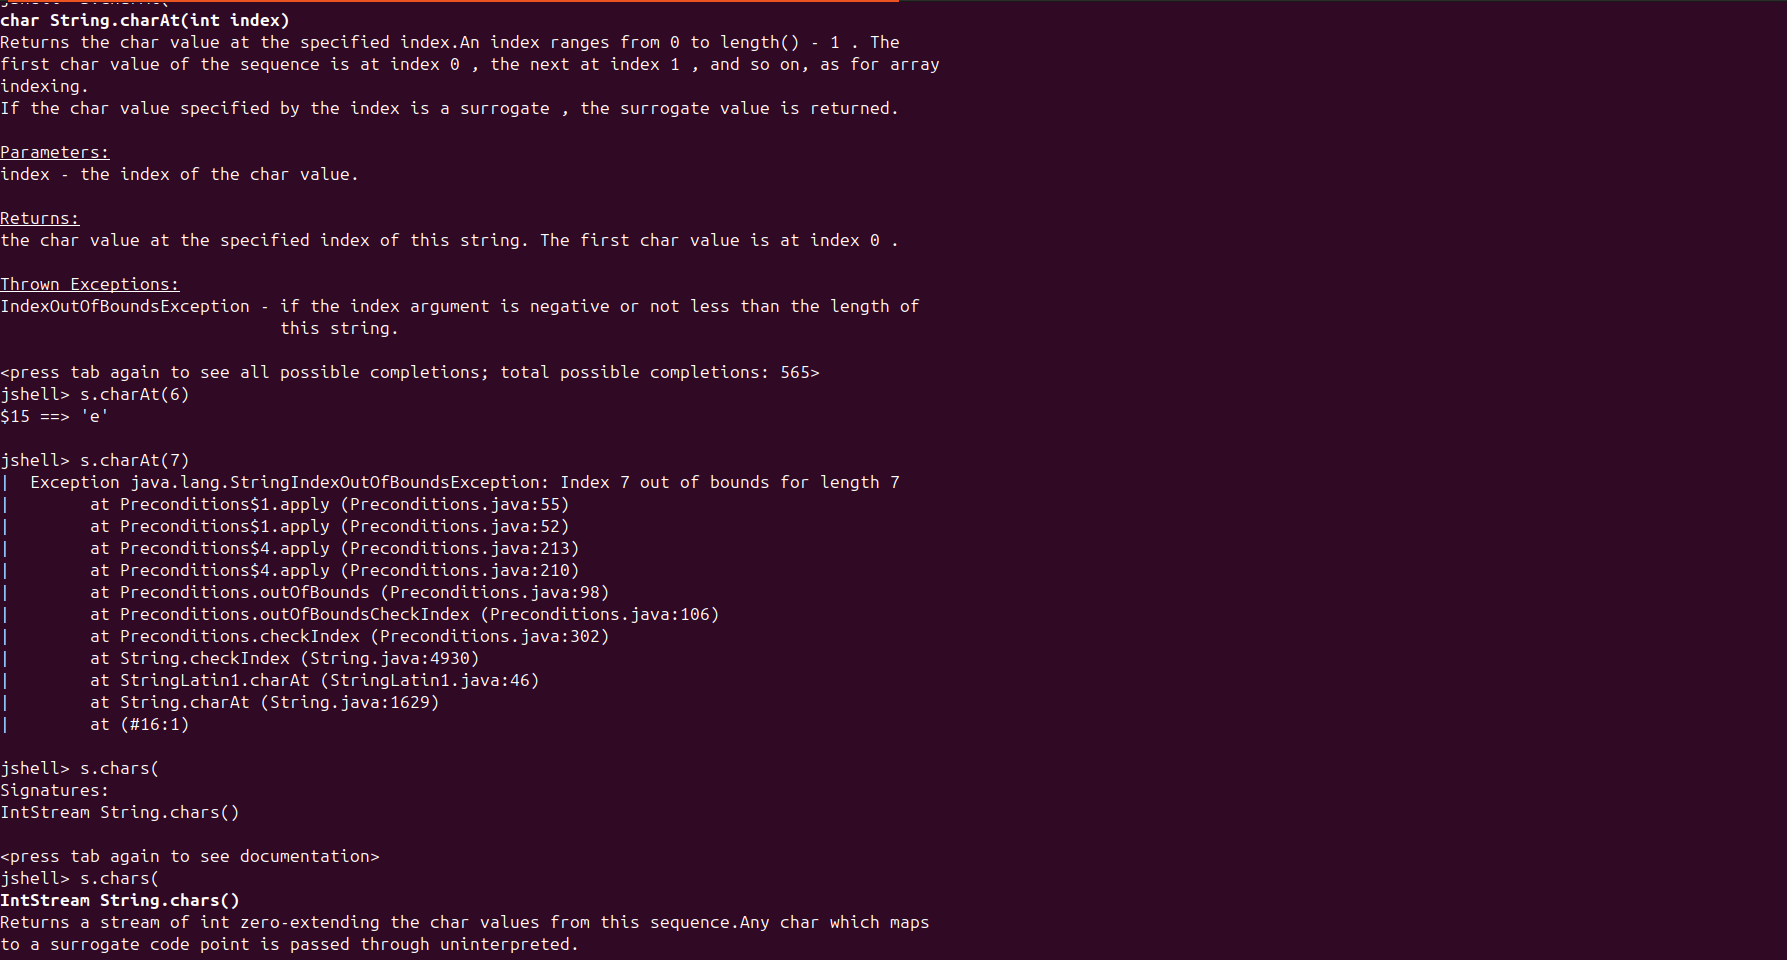 char String.charAt(int index)
Returns the char value at the specified index.An index ranges from 0 to length() - 1 . The
first char value of the sequence is at index 0 , the next at index 1 , and so on, as for array
indexing.
If the char value specified by the index is a surrogate , the surrogate value is returned.
Parameters:
index - the index of the char value.
Returns:
the char value at the specified index of this string. The first char value is at index 0 .
Thrown Exceptions:
IndexOutOfBoundsException - if the index argument is negative or not less than the length of
this string.
<press tab again to see all possible completions; total possible completions: 565>
jshell> s.charAt(6)
$15 ==> 'e'
jshell> s.charAt(7)
|  Exception java.lang.StringIndexOutOfBoundsException: Index 7 out of bounds for length 7
|        at Preconditions$1.apply (Preconditions.java:55)
|        at Preconditions$1.apply (Preconditions.java:52)
|        at Preconditions$4.apply (Preconditions.java:213)
|        at Preconditions$4.apply (Preconditions.java:210)
|        at Preconditions.outOfBounds (Preconditions.java:98)
|        at Preconditions.outOfBoundsCheckIndex (Preconditions.java:106)
|        at Preconditions.checkIndex (Preconditions.java:302)
|        at String.checkIndex (String.java:4930)
|        at StringLatin1.charAt (StringLatin1.java:46)
|        at String.charAt (String.java:1629)
|        at (#16:1)
jshell> s.chars(
Signatures:
IntStream String.chars()
<press tab again to see documentation>
jshell> s.chars(
IntStream String.chars()
Returns a stream of int zero-extending the char values from this sequence.Any char which maps
to a surrogate code point is passed through uninterpreted.